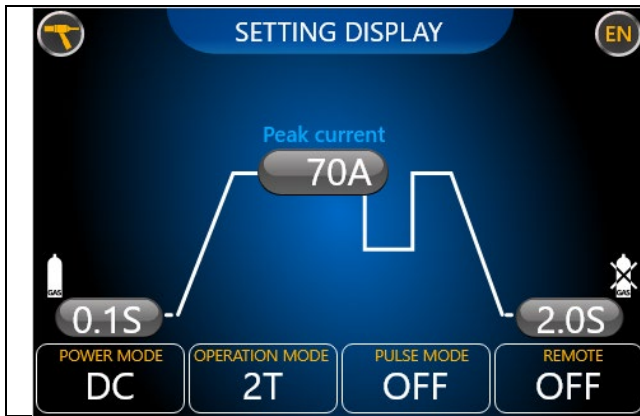 SETTING DISPLAY
EN
Peak current
70A
GAS
GAS
0.1S
2.0S
POWER MODE
OPERATION MODE
PULSE MODE
REMOTE
DC
2T
OFF
OFF